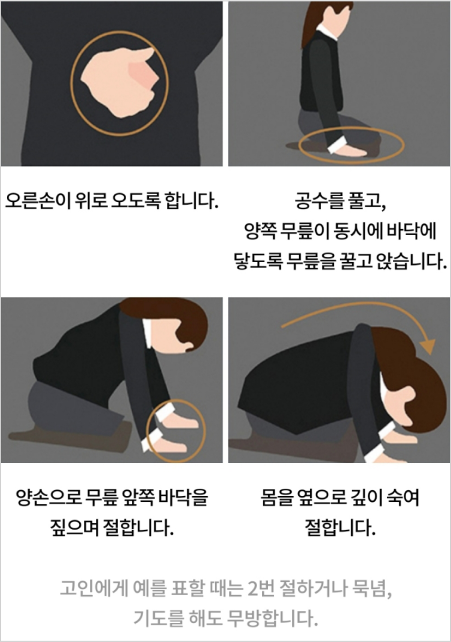 오른손이 위로 오도록 합니다.
공수를 풀고,
양쪽 무릎이 동시에 바닥에
닿도록 무릎을 꿇고 앉습니다.
양손으로 무릎 앞쪽 바닥을
짚으며 절합니다.
몸을 옆으로 깊이 숙여
절합니다.
고인에게 예를 표할 때는 2번 절하거나 묵념,
기도를 해도 무방합니다.